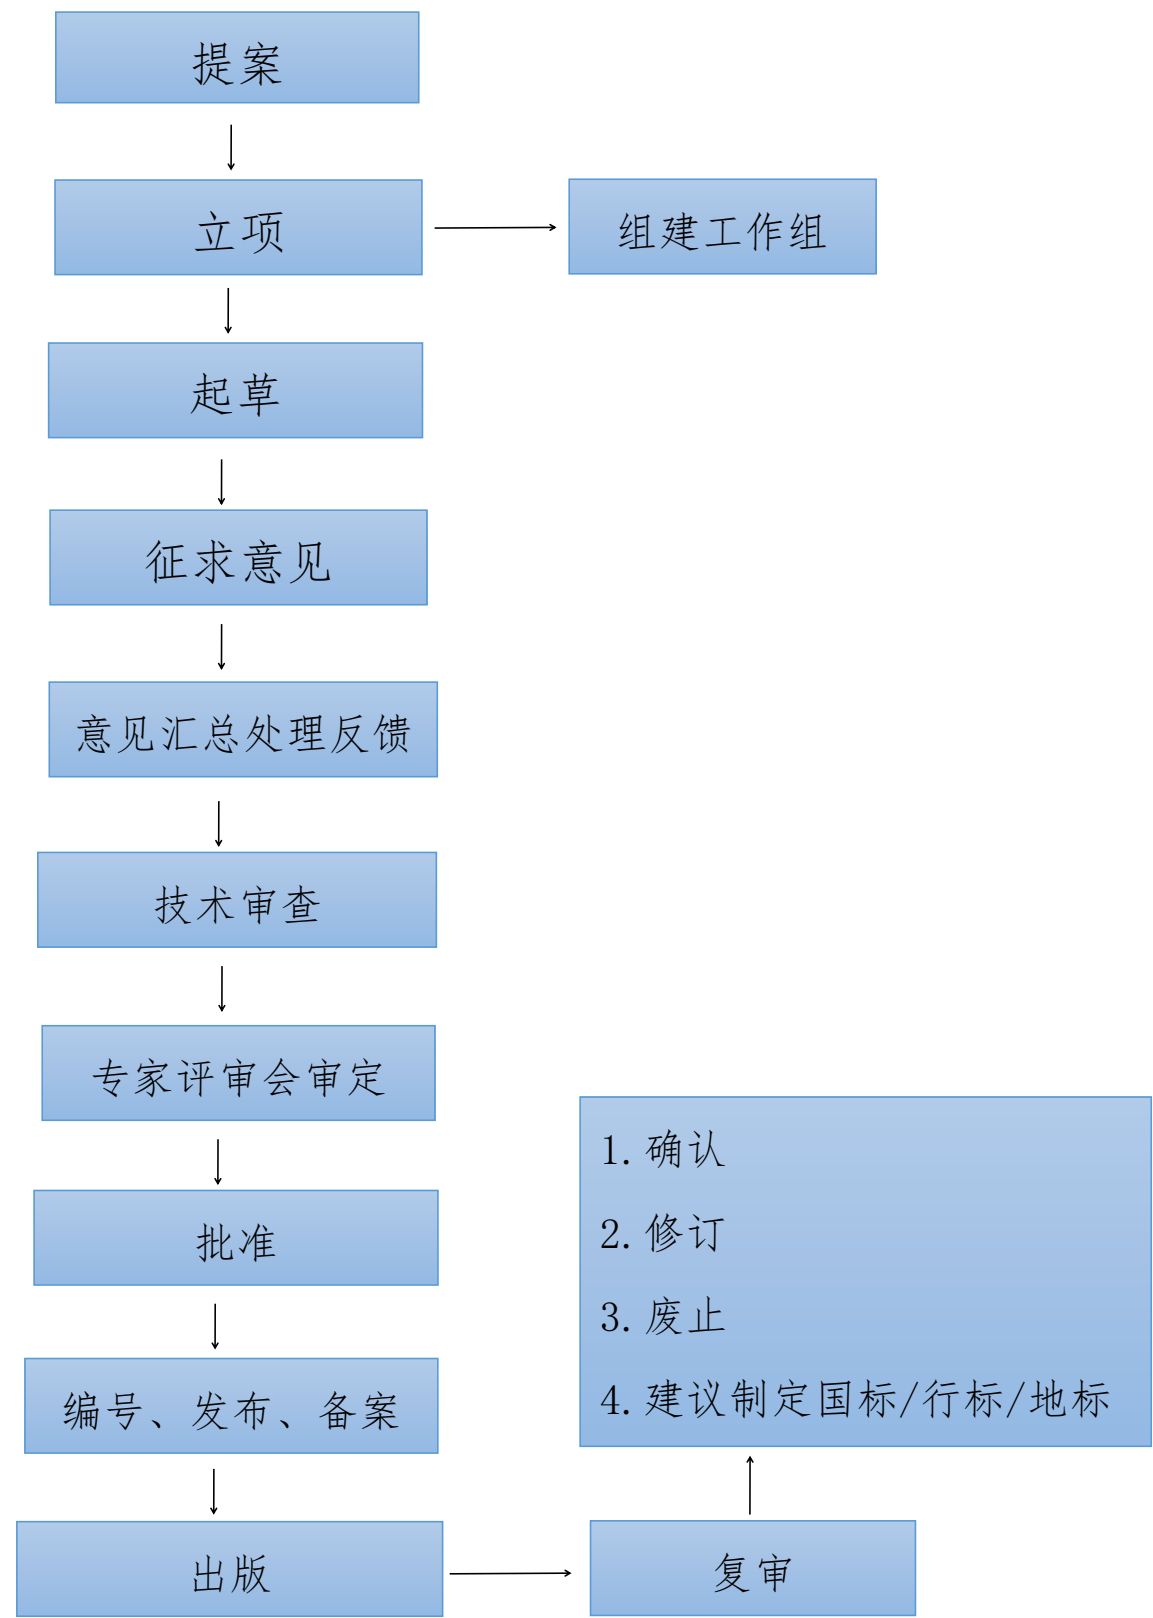 提案
立项
组建工作组
起草
征求意见
意见汇总处理反馈
技术审查
专家评审会审定
批准
编号、发布、备案
出版
复审
1.确认
2.修订
3.废止
4.建议制定国标/行标/地标